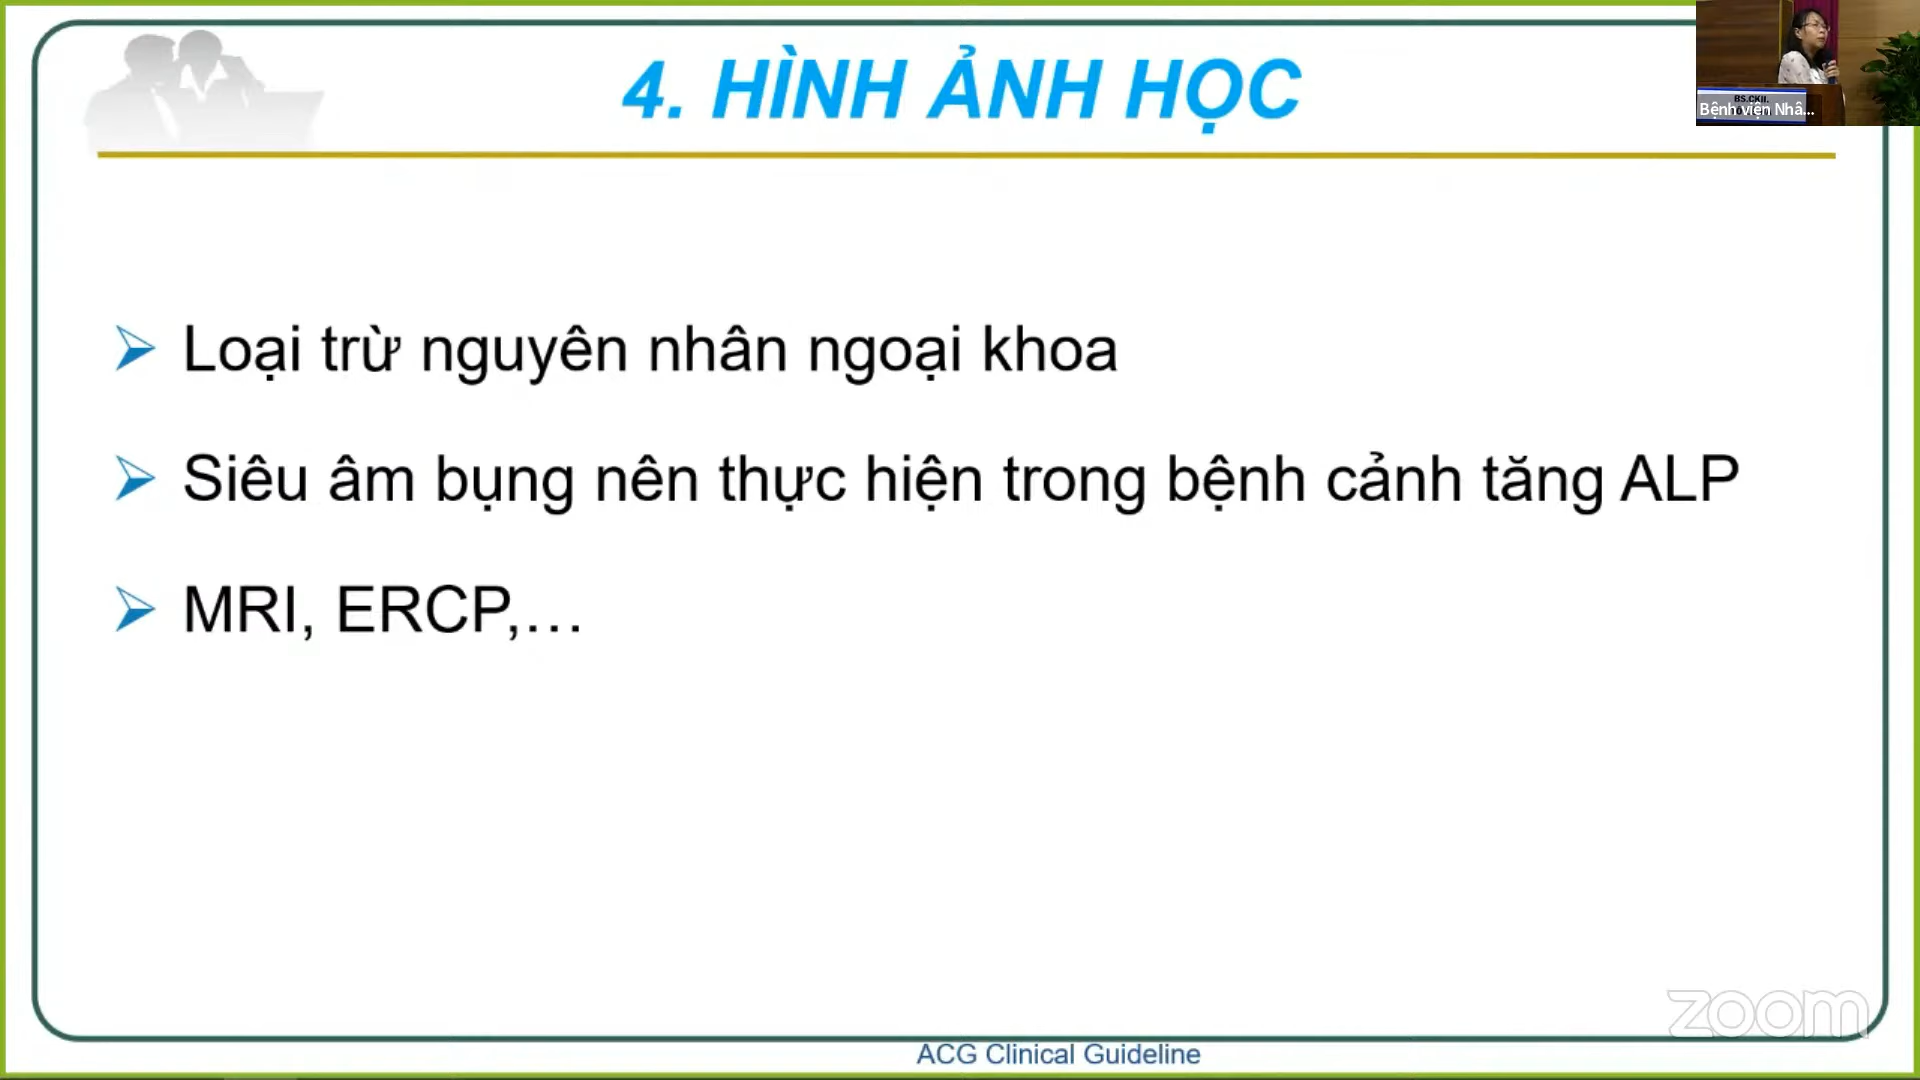 4. HÌNH ẢNH HỌC
BS.CKII.
Bệnh viện Nhâ...
Loại trừ nguyên nhân ngoại khoa
Siêu âm bụng nên thực hiện trong bệnh cảnh tăng ALP
MRI, ERCP,…
zoom
ACG Clinical Guideline